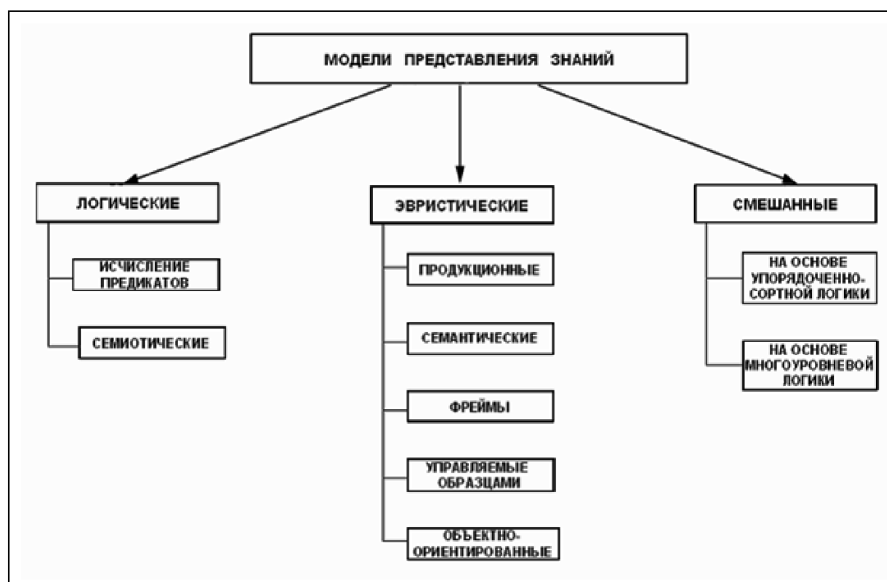 МОДЕЛИ ПРЕДСТАВЛЕНИЯ ЗНАНИЙ
ЛОГИЧЕСКИЕ
ИСЧИСЛЕНИЕ
ПРЕДИКАТОВ
СЕМИОТИЧЕСКИЕ
ЭВРИСТИЧЕСКИЕ
ПРОДУКЦИОННЫЕ
СЕМАНТИЧЕСКИЕ
ФРЕЙМЫ
УПРАВЛЯЕМЫЕ
ОБРАЗЦАМИ
ОБЪЕКТНО-
ОРИЕНТИРОВАННЫЕ
СМЕШАННЫЕ
НА ОСНОВЕ
УПОРЯДОЧЕННО-
СОРТНОЙ ЛОГИКИ
НА ОСНОВЕ
МНОГОУРОВНЕВОЙ
ЛОГИКИ